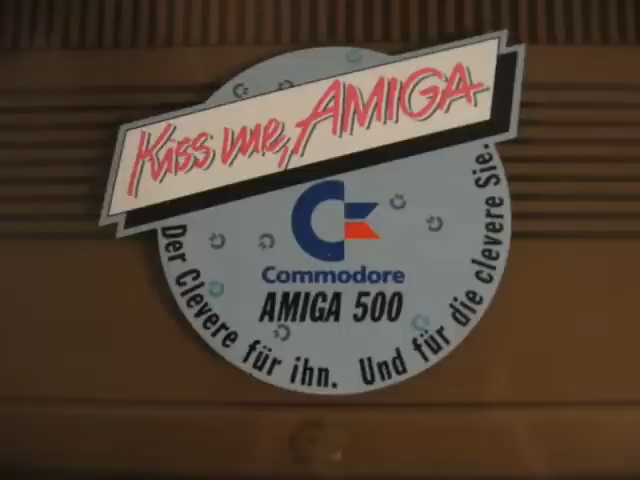 Kiss me, AMIGA
Commodore
AMIGA 500
Der Clevere für ihn. Und für die clevere Sie.